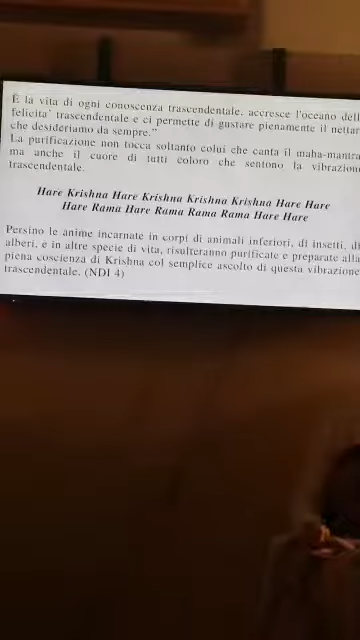 È la vita di ogni conoscenza trascendentale, accresce l'oceano dell
felicita' trascendentale e ci permette di gustare pienamente il nettar
che desideriamo da sempre."
La purificazione non tocca soltanto colui che canta il maha-mantra
ma anche il cuore di tutti coloro che sentono la vibrazion
trascendentale.
Hare Krishna Hare Krishna Krishna Krishna Hare Hare
Hare Rama Hare Rama Rama Rama Hare Hare
Persino le anime incarnate in corpi di animali inferiori, di insetti, di
alberi, e in altre specie di vita, risulteranno purificate e preparate alla
piena coscienza di Krishna col semplice ascolto di questa vibrazione
trascendentale. (NDI 4)